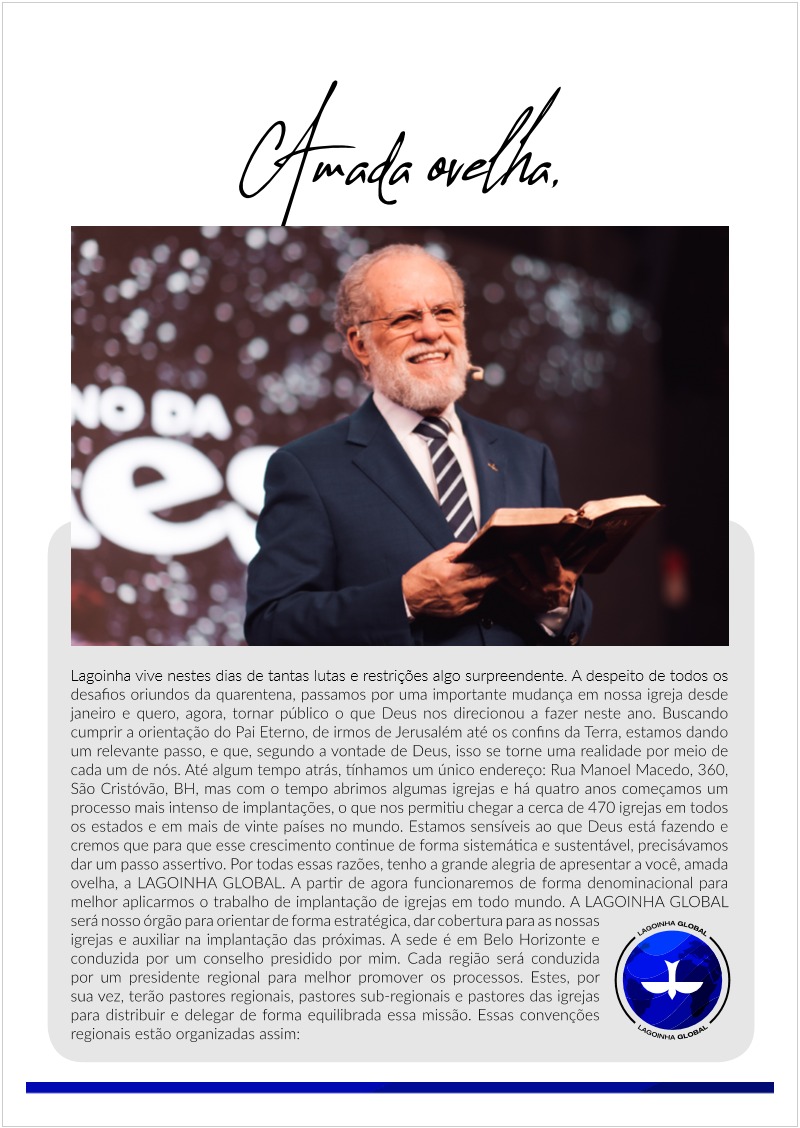 Amada ovelha,
NO DA
es
Lagoinha vive nestes dias de tantas lutas e restrições algo surpreendente. A despeito de todos os
desafios oriundos da quarentena, passamos por uma importante mudança em nossa igreja desde
janeiro e quero, agora, tornar público o que Deus nos direcionou a fazer neste ano. Buscando
cumprir a orientação do Pai Eterno, de irmos de Jerusalém até os confins da Terra, estamos dando
um relevante passo, e que, segundo a vontade de Deus, isso se torne uma realidade por meio de
cada um de nós. Até algum tempo atrás, tínhamos um único endereço: Rua Manoel Macedo, 360,
São Cristóvão, BH, mas com o tempo abrimos algumas igrejas e há quatro anos começamos um
processo mais intenso de implantações, o que nos permitiu chegar a cerca de 470 igrejas em todos
os estados e em mais de vinte países no mundo. Estamos sensíveis ao que Deus está fazendo e
cremos que para que esse crescimento continue de forma sistemática e sustentável, precisávamos
dar um passo assertivo. Por todas essas razões, tenho a grande alegria de apresentar a você, amada
ovelha, a LAGOINHA GLOBAL. A partir de agora funcionaremos de forma denominacional para
melhor aplicarmos o trabalho de implantação de igrejas em todo mundo. A LAGOINHA GLOBAL
será nosso órgão para orientar de forma estratégica, dar cobertura para as nossas
igrejas e auxiliar na implantação das próximas. A sede é em Belo Horizonte e
conduzida por um conselho presidido por mim. Cada região será conduzida
por um presidente regional para melhor promover os processos. Estes, por
sua vez, terão pastores regionais, pastores sub-regionais e pastores das igrejas
para distribuir e delegar de forma equilibrada essa missão. Essas convenções
regionais estão organizadas assim:
LAGOINHA GLOBAL
LAGOINHA GLOBAL